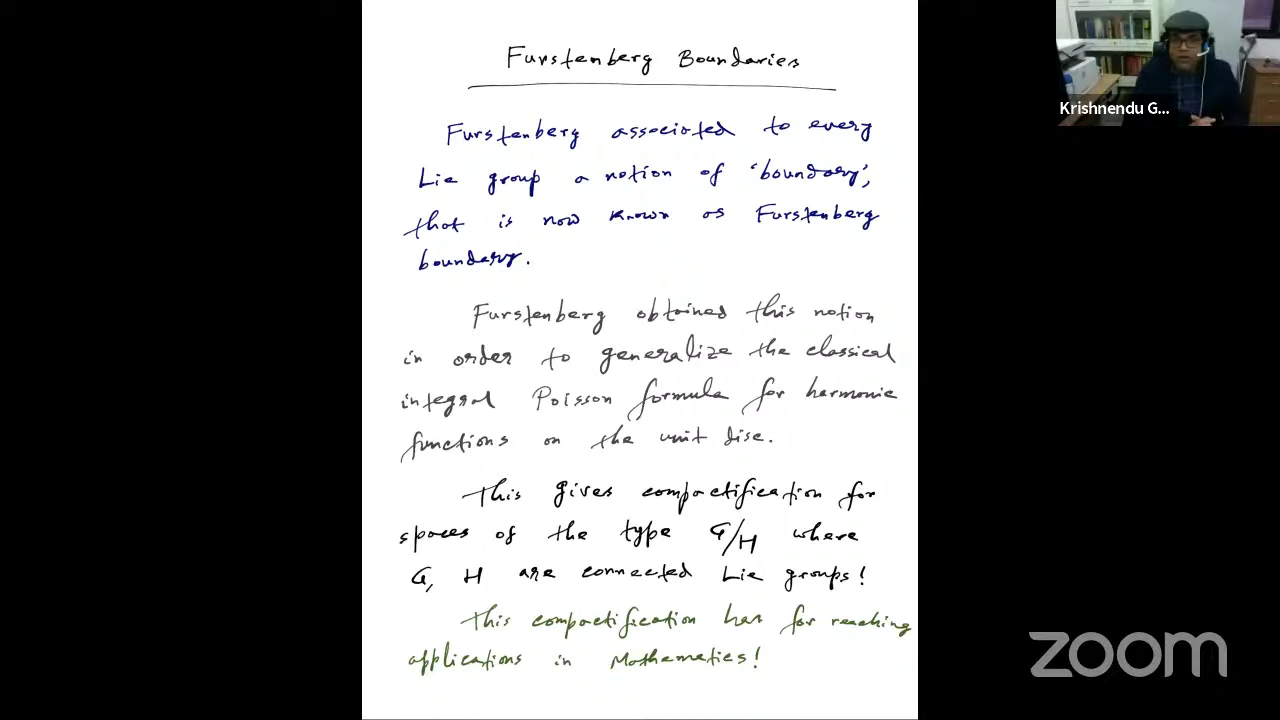 Furstenberg Boundaries
Furstenberg associated to every
Lie group a notion of 'boundary',
that is now known as Furstenberg
boundary.
Furstenberg obtained this notion
in order to generalize the classical
integral Poisson formula for harmonic
functions on the unit disc.
This gives compactification for
spaces of the type G/H where
G, H are connected Lie groups!
This compactification has far reaching
applications in Mathematics!
Krishnendu G...
zoom